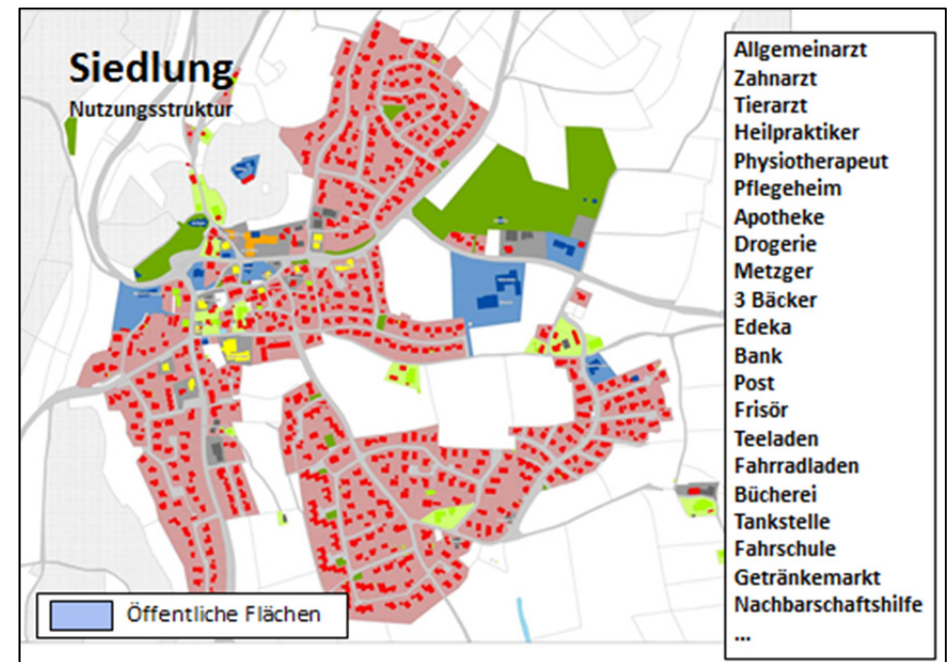 Siedlung
Nutzungsstruktur
Allgemeinarzt
Zahnarzt
Tierarzt
Heilpraktiker
Physiotherapeut
Pflegeheim
Apotheke
Drogerie
Metzger
3 Bäcker
Edeka
Bank
Post
Frisör
Teeladen
Fahrradladen
Bücherei
Tankstelle
Fahrschule
Getränkemarkt
Nachbarschaftshilfe
...
Öffentliche Flächen